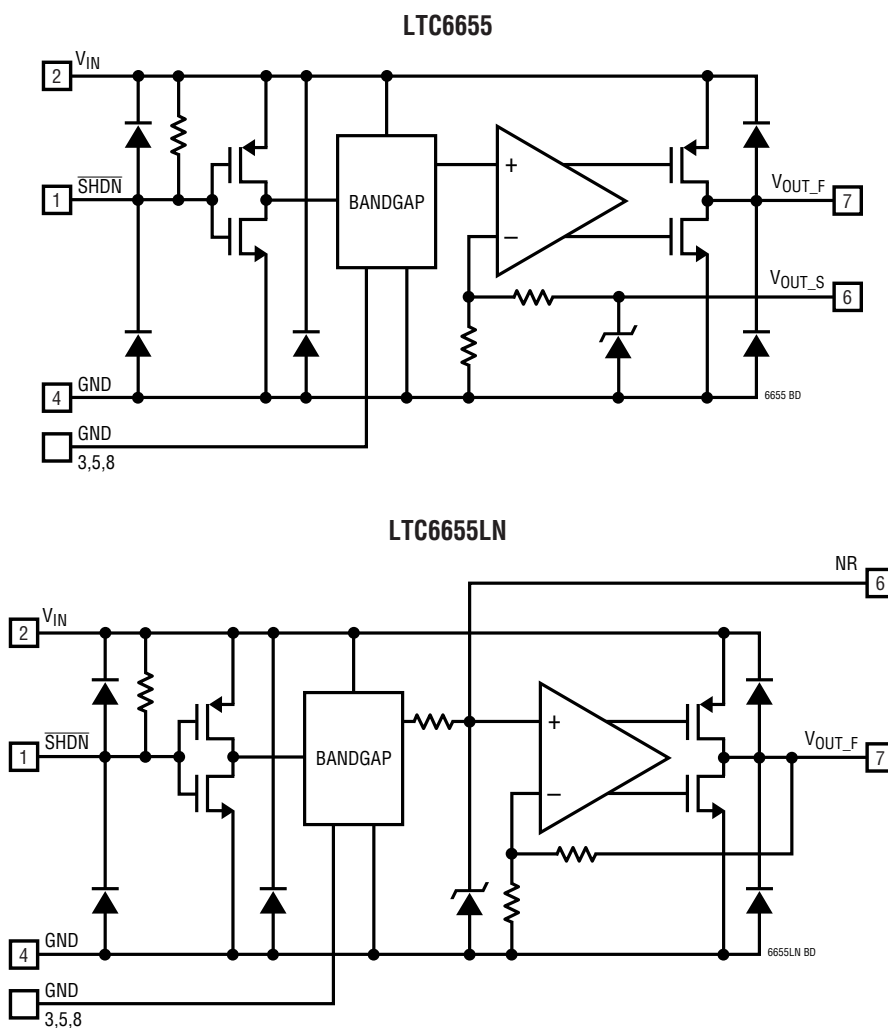 LTC6655
2 VIN
1 SHDN
BANDGAP
+
–
VOUT_F 7
VOUT_S 6
4 GND
6655 BD
GND
3,5,8
LTC6655LN
NR 6
2 VIN
1 SHDN
BANDGAP
+
–
VOUT_F 7
4 GND
6655LN BD
GND
3,5,8